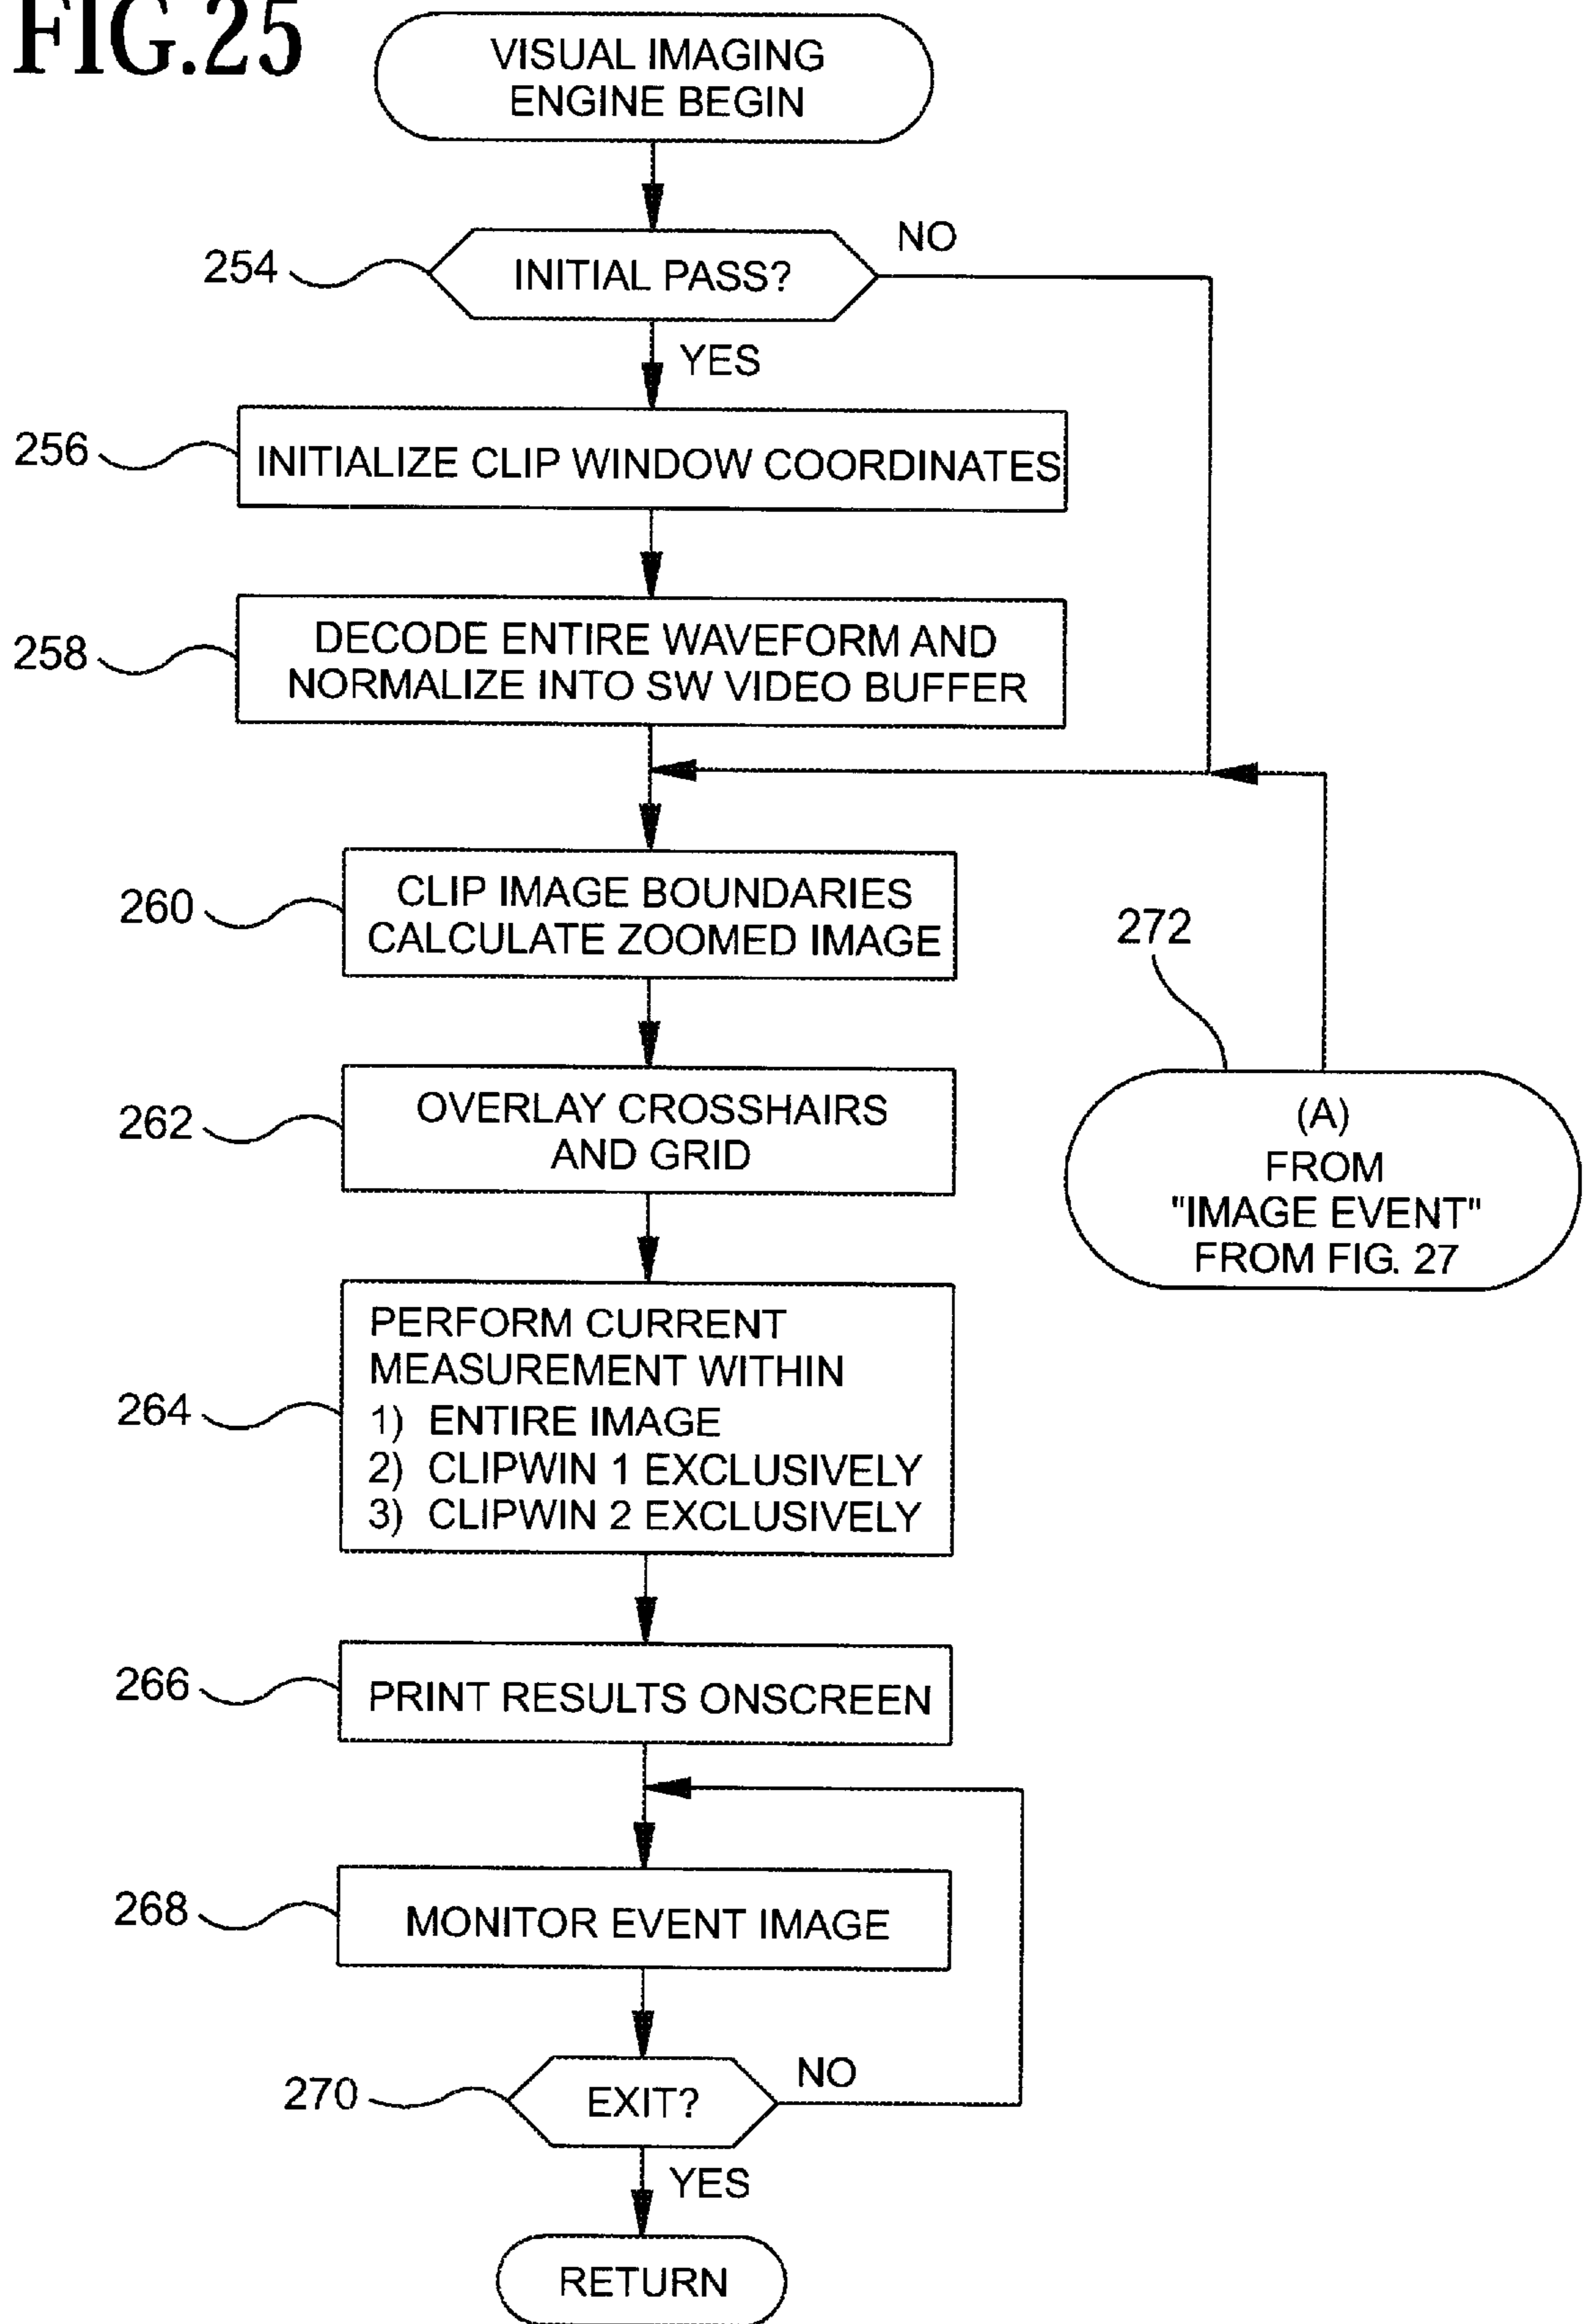 FIG.25
VISUAL IMAGING
ENGINE BEGIN
254
INITIAL PASS?
NO
YES
256
INITIALIZE CLIP WINDOW COORDINATES
258
DECODE ENTIRE WAVEFORM AND
NORMALIZE INTO SW VIDEO BUFFER
260
CLIP IMAGE BOUNDARIES
CALCULATE ZOOMED IMAGE
272
262
OVERLAY CROSSHAIRS
AND GRID
(A)
FROM
"IMAGE EVENT"
FROM FIG. 27
264
PERFORM CURRENT
MEASUREMENT WITHIN
1) ENTIRE IMAGE
2) CLIPWIN 1 EXCLUSIVELY
3) CLIPWIN 2 EXCLUSIVELY
266
PRINT RESULTS ONSCREEN
268
MONITOR EVENT IMAGE
270
EXIT?
NO
YES
RETURN